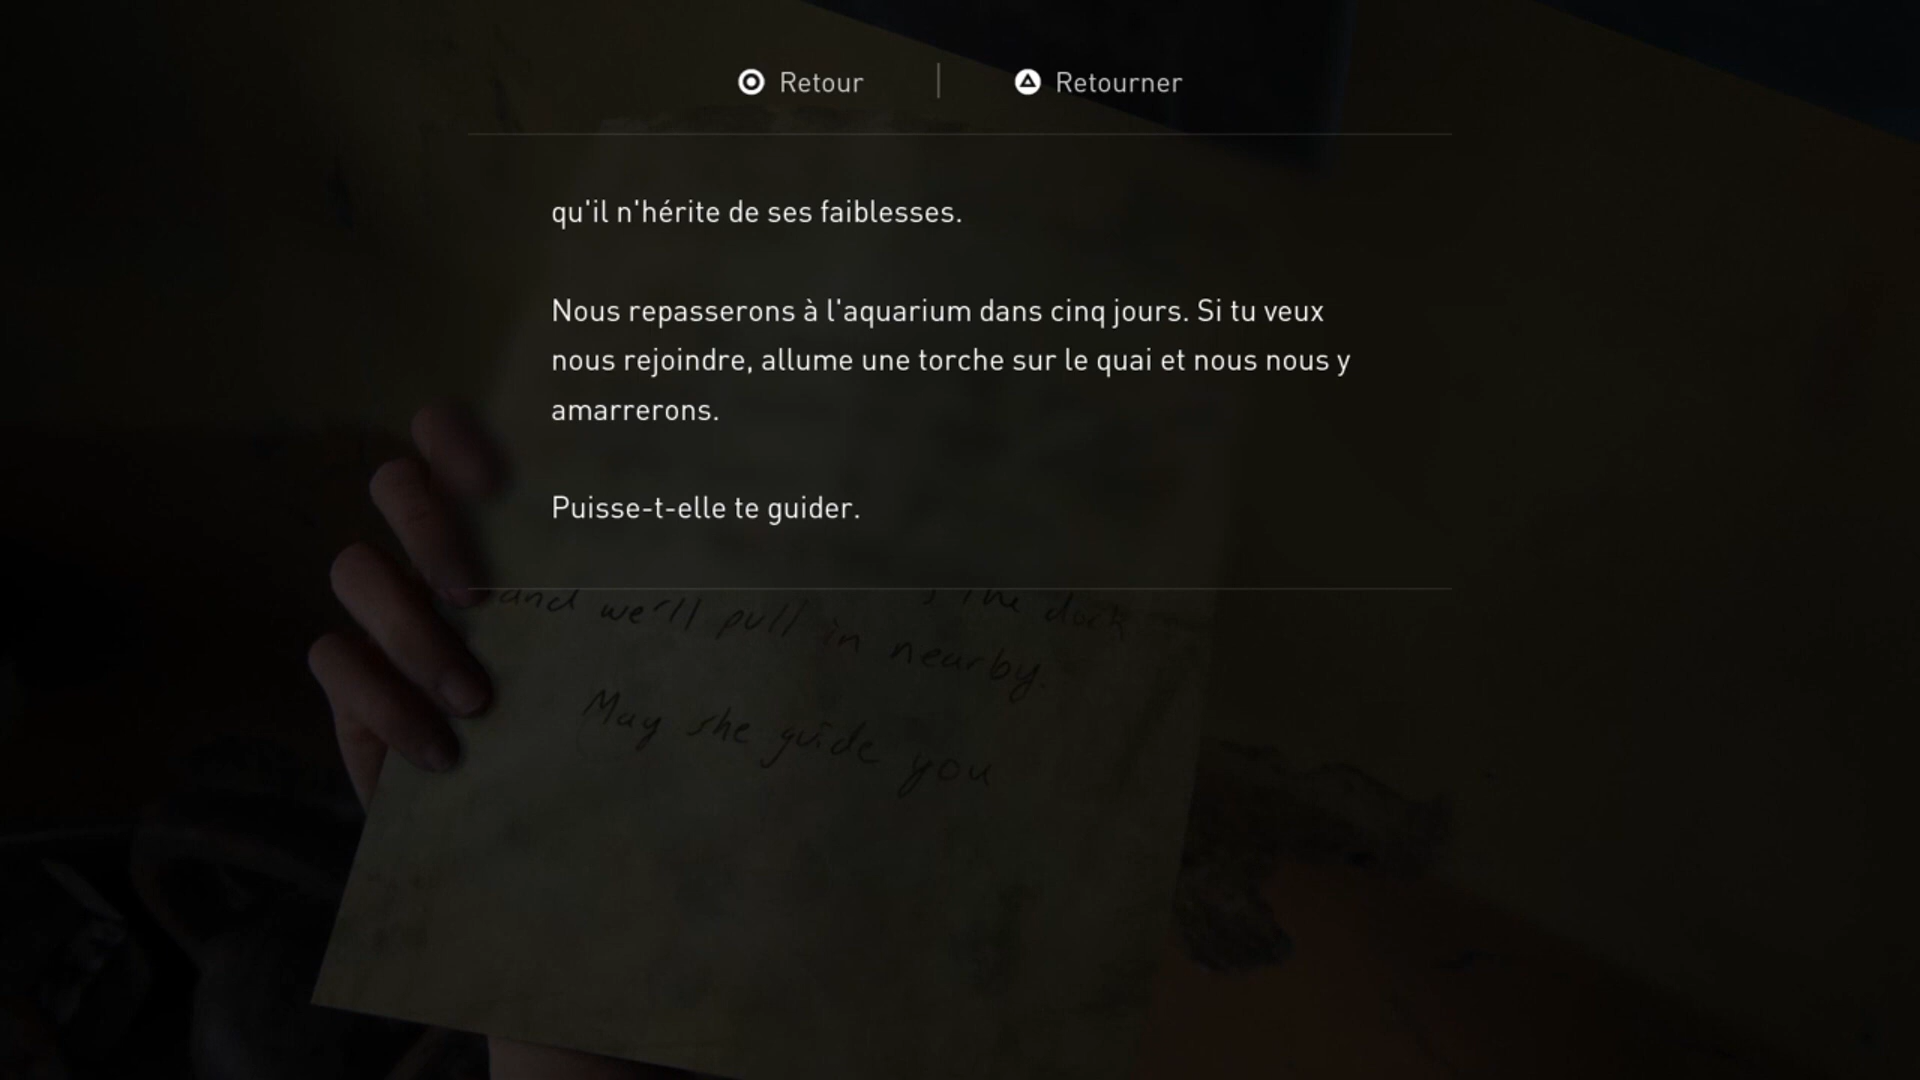 Retour
Retourner
qu'il n'hérite de ses faiblesses.
Nous repasserons à l'aquarium dans cinq jours. Si tu veux
nous rejoindre, allume une torche sur le quai et nous nous y
amarrerons.
Puisse-t-elle te guider.
the dock
and we'll pull in nearby.
May she guide you